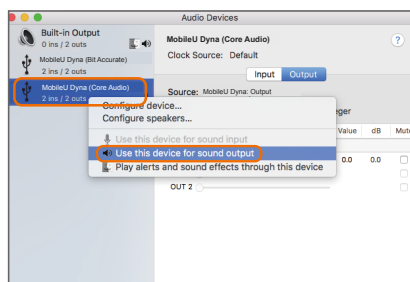 Audio Devices
Built-in Output
0 ins / 2 outs
MobileU Dyna (Bit Accurate)
2 ins / 2 outs
MobileU Dyna (Core Audio)
2 ins / 2 outs
MobileU Dyna (Core Audio)
?
Clock Source: Default
Input Output
Source: MobileU Dyna: Output
Configure device...
Configure speakers...
Use this device for sound input
Use this device for sound output
Play alerts and sound effects through this device
Value dB Mute
0.0 0.0
OUT 2